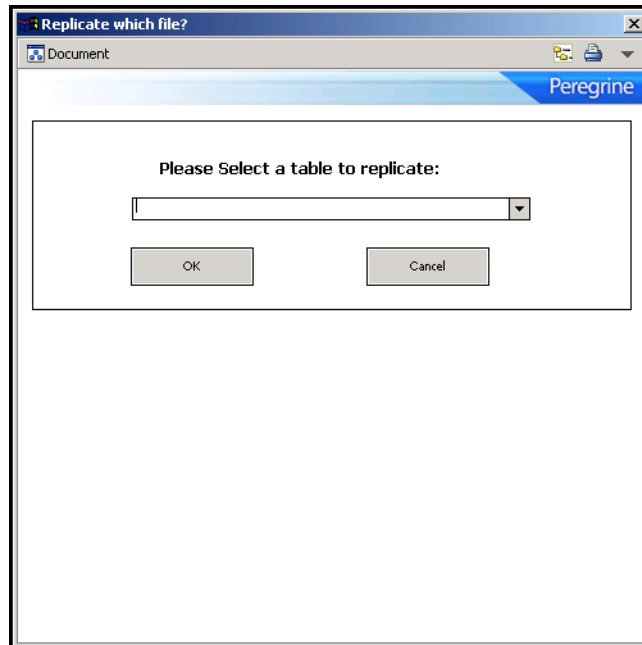 Replicate which file?
Document
Peregrine
Please Select a table to replicate:
OK
Cancel